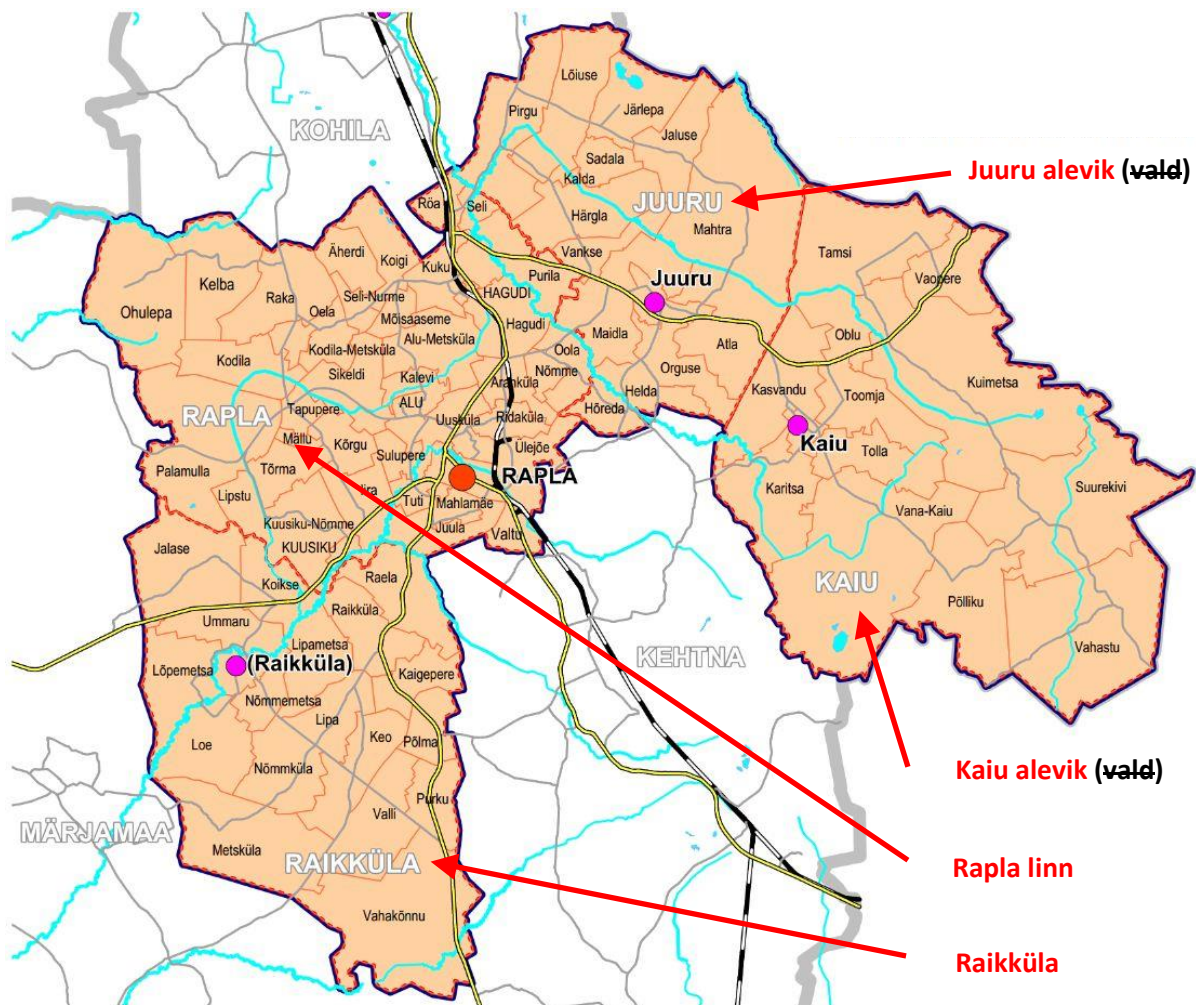 Lõiuse
Pirgu
Järlepa
Jaluse
KOHILA
Sadala
Kalda
Juuru alevik (vald)
JUURU
Röa
Seli
Härgla
Mahtra
Äherdi
Koigi
Vankse
Tamsi
Kelba
Kuku
Purila
Vaopere
Raka
Seli-Nurme
HAGUDI
Juuru
Ohulepa
Oela
Mõisaaseme
Hagudi
Maidla
Oblu
Alu-Metsküla
Atla
Kodila
Kodila-Metsküla
Oola
Sikeldi
Nõmme
Orguse
Kuimetsa
Kalevi
Aranküla
Helda
Kasvandu
Toomja
RAPLA
Tapupere
ALU
Uusküla
Ridaküla
Hõreda
Mällu
Kõrgu
Sulupere
Ülejõe
Kaiu
Tolla
Palamulla
Tõrma
RAPLA
Iira
Tuti
Mahlamäe
Karitsa
Suurekivi
Lipstu
Kuusiku-Nõmme
Juula
Valtu
Vana-Kaiu
Jalase
KUUSIKU
Koikse
Raela
KAIU
Raikküla
Põlliku
Ummaru
Lipametsa
KEHTNA
Vahastu
Lõpemetsa
(Raikküla)
Kaigepere
Nõmmemetsa
Lipa
Loe
Keo
Põlma
Nõmmküla
Kaiu alevik (vald)
Purku
Valli
MÄRJAMAA
Metsküla
RAIKKÜLA
Rapla linn
Vahakõnnu
Raikküla